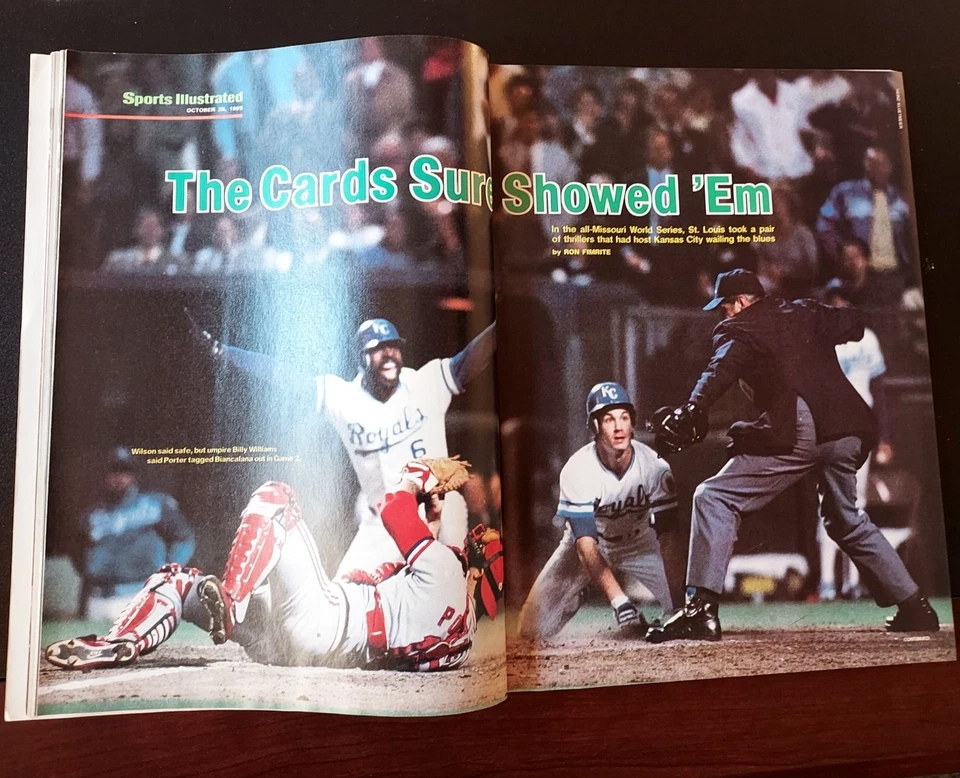 Sports Illustrated
OCTOBER 28, 1985
The Cards Sure Showed 'Em
In the all-Missouri World Series, St. Louis took a pair
of thrillers that had host Kansas City wailing the blues
by RON FIMRITE
KC
Royals
6
KC
Royals
Wilson said safe, but umpire Billy Williams
said Porter tagged Biancalana out in Game 2.
Royals
P
CONTINUED